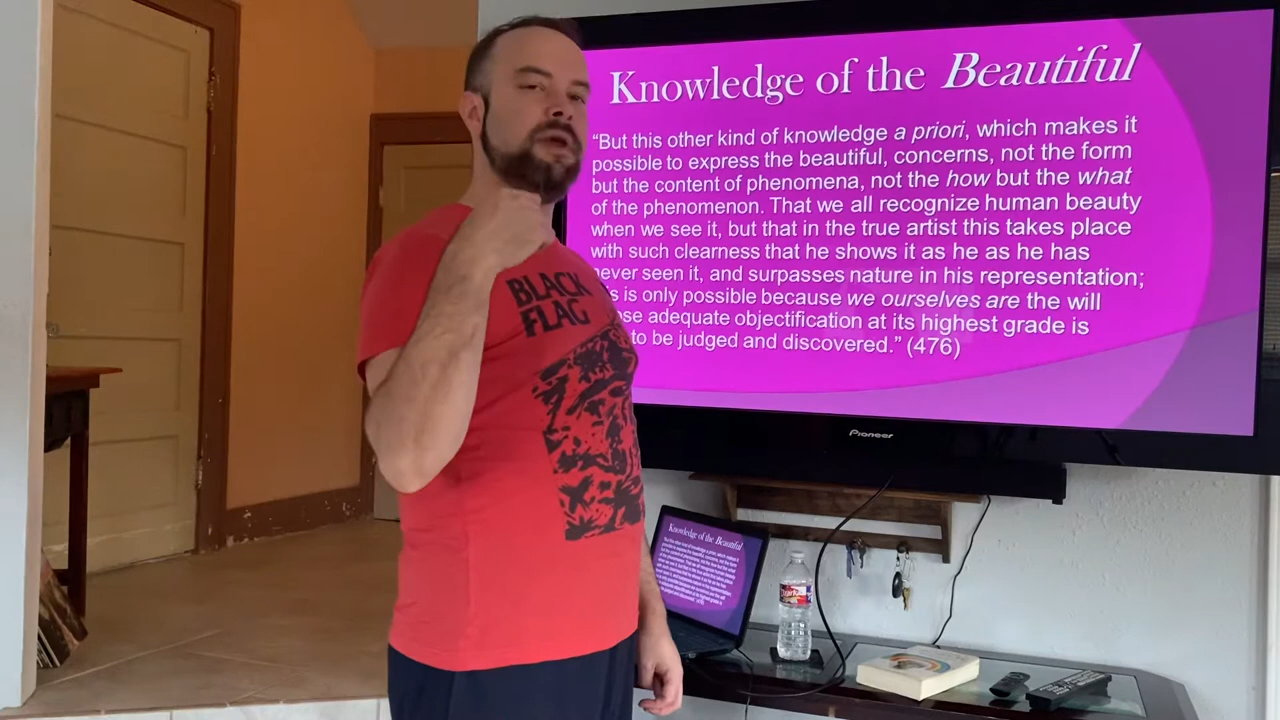 Knowledge of the Beautiful
“But this other kind of knowledge a priori, which makes it
possible to express the beautiful, concerns, not the form
but the content of phenomena, not the how but the what
of the phenomenon. That we all recognize human beauty
when we see it, but that in the true artist this takes place
with such clearness that he shows it as he as he has
never seen it, and surpasses nature in his representation;
is only possible because we ourselves are the will
adequate objectification at its highest grade is
to be judged and discovered.” (476)
BLACK
FLAG
Pioneer
Knowledge of the Beautiful